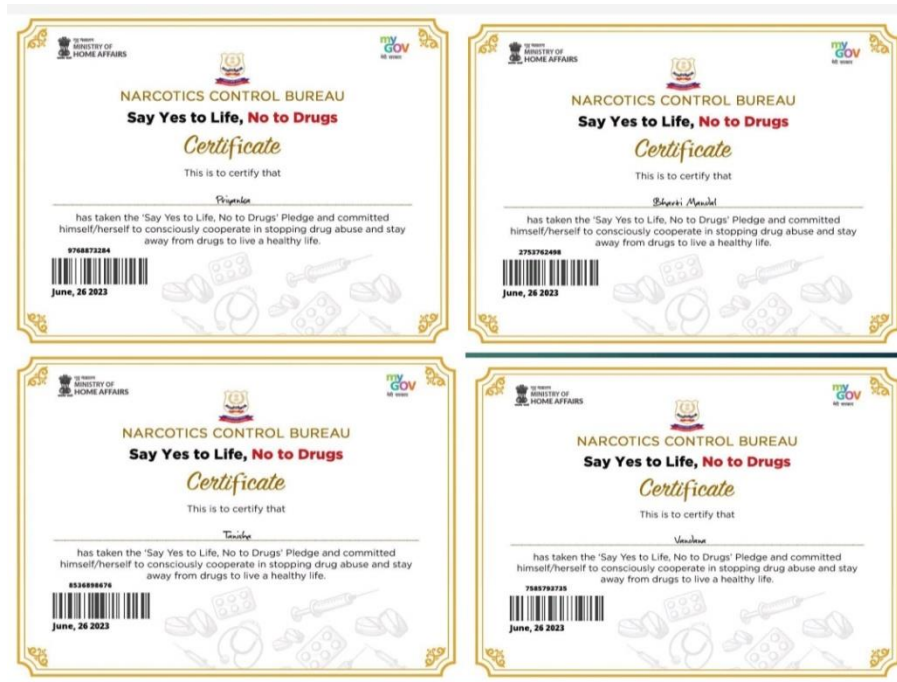 गृह मंत्रालय
MINISTRY OF
HOME AFFAIRS
my
GOV
मेरी सरकार
NARCOTICS CONTROL BUREAU
Say Yes to Life, No to Drugs
Certificate
This is to certify that
Priyanka
has taken the 'Say Yes to Life, No to Drugs' Pledge and committed
himself/herself to consciously cooperate in stopping drug abuse and stay
away from drugs to live a healthy life.
9768873284
June, 26 2023
गृह मंत्रालय
MINISTRY OF
HOME AFFAIRS
my
GOV
मेरी सरकार
NARCOTICS CONTROL BUREAU
Say Yes to Life, No to Drugs
Certificate
This is to certify that
Bharti Mandal
has taken the 'Say Yes to Life, No to Drugs' Pledge and committed
himself/herself to consciously cooperate in stopping drug abuse and stay
away from drugs to live a healthy life.
2753762498
June, 26 2023
गृह मंत्रालय
MINISTRY OF
HOME AFFAIRS
my
GOV
मेरी सरकार
NARCOTICS CONTROL BUREAU
Say Yes to Life, No to Drugs
Certificate
This is to certify that
Tanisha
has taken the 'Say Yes to Life, No to Drugs' Pledge and committed
himself/herself to consciously cooperate in stopping drug abuse and stay
away from drugs to live a healthy life.
8536898676
June, 26 2023
गृह मंत्रालय
MINISTRY OF
HOME AFFAIRS
my
GOV
मेरी सरकार
NARCOTICS CONTROL BUREAU
Say Yes to Life, No to Drugs
Certificate
This is to certify that
Vandana
has taken the 'Say Yes to Life, No to Drugs' Pledge and committed
himself/herself to consciously cooperate in stopping drug abuse and stay
away from drugs to live a healthy life.
7585793735
June, 26 2023